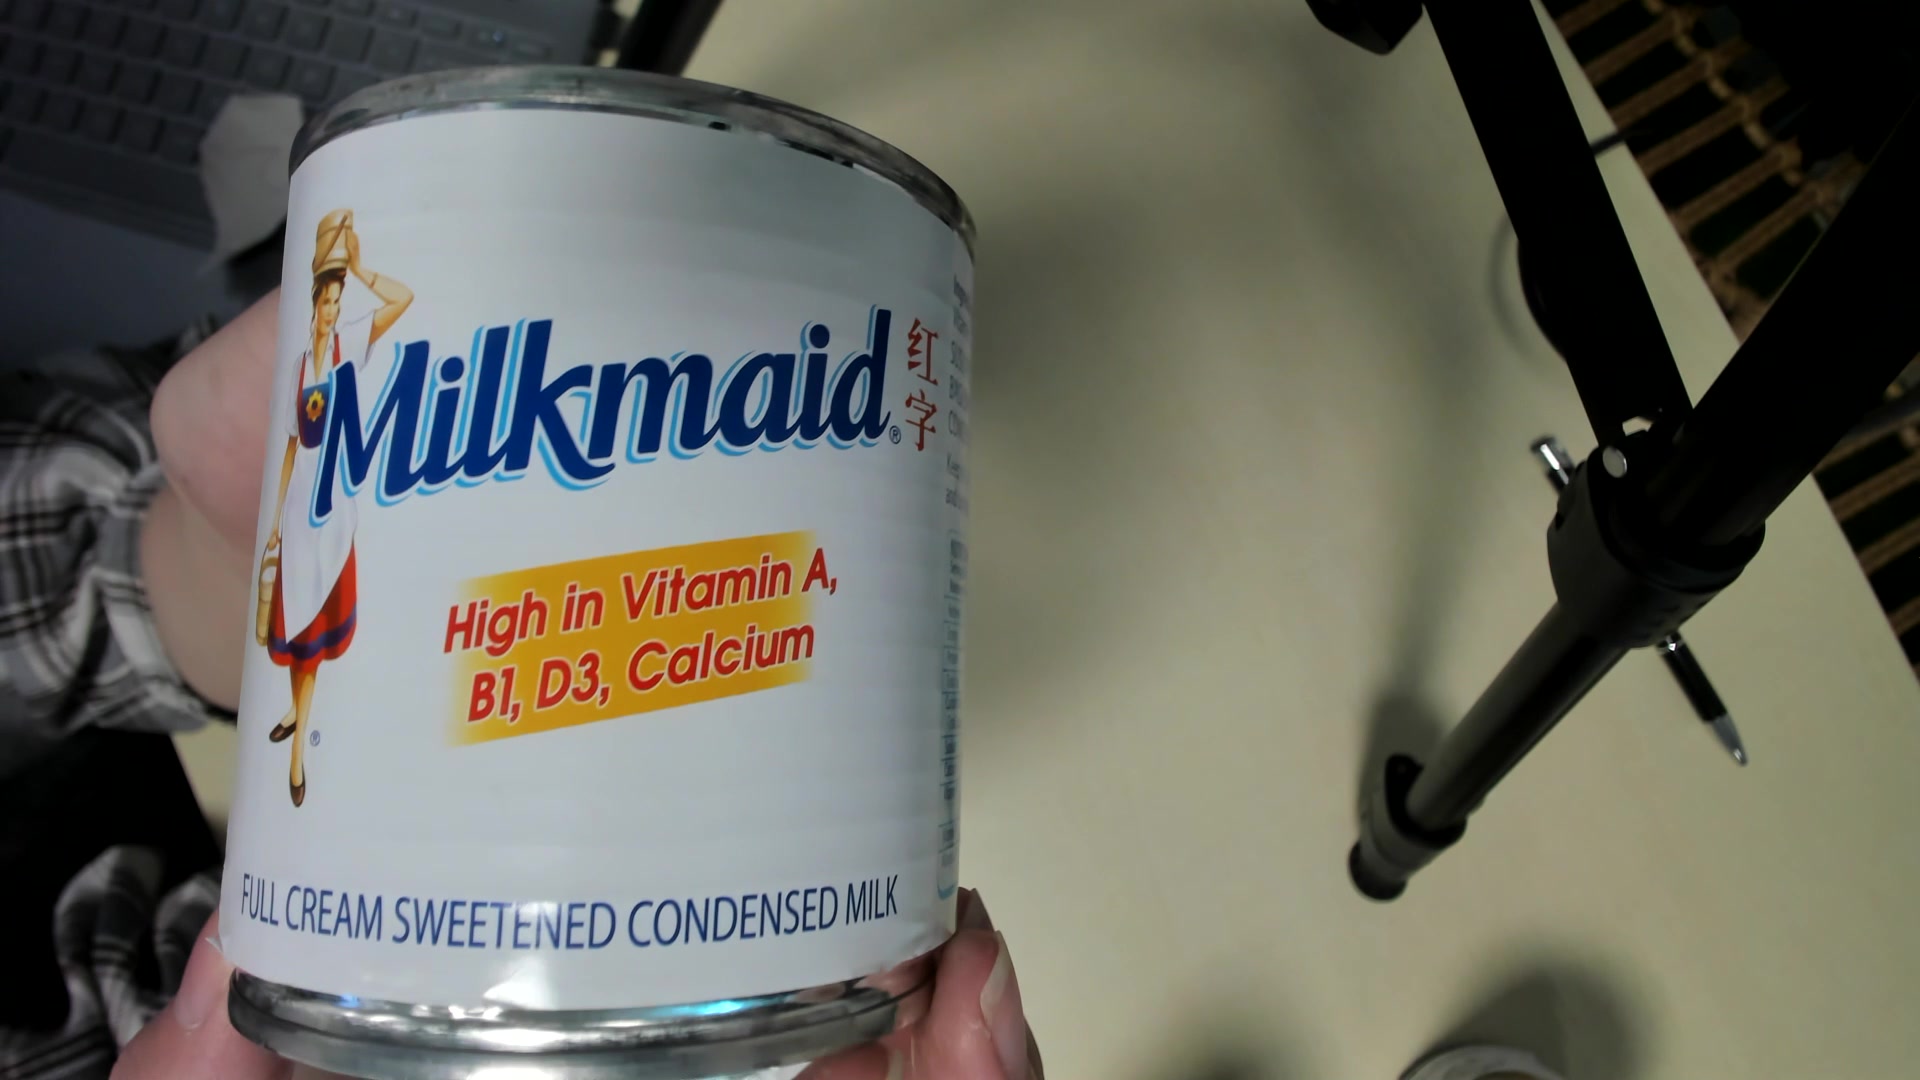 Milkmaid®
红字
High in Vitamin A,
B1, D3, Calcium
®
FULL CREAM SWEETENED CONDENSED MILK